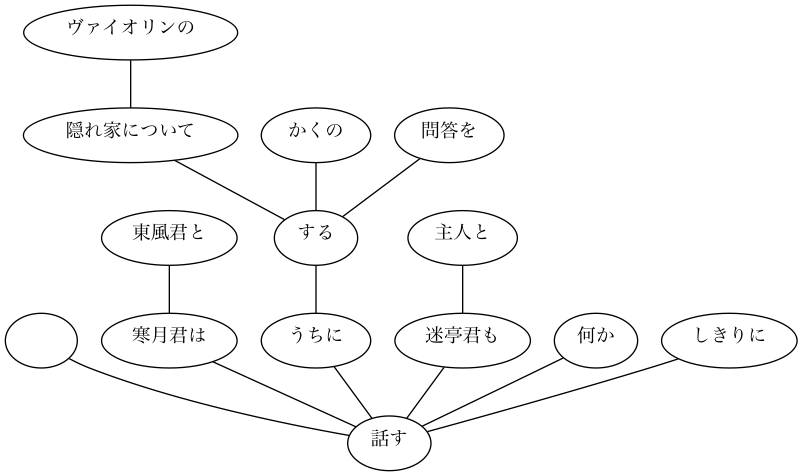 ヴァイオリンの
隠れ家について
かくの
問答を
東風君と
する
主人と
寒月君は
うちに
迷亭君も
何か
しきりに
話す